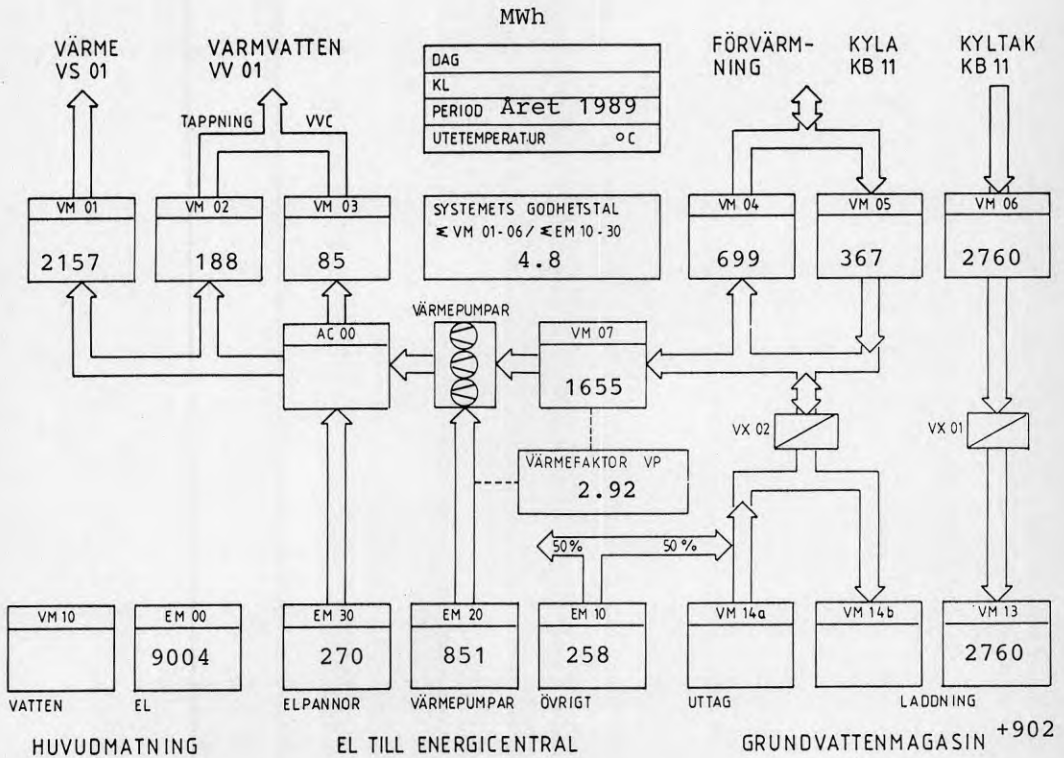 MWh
VÄRME
VS 01
VARMVATTEN
VV 01
DAG
KL
PERIOD Året 1989
UTETEMPERATUR °C
FÖRVÄRM-
NING
KYLA
KB 11
KYLTAK
KB 11
TAPPNING VVC
VM 01
2157
VM 02
188
VM 03
85
SYSTEMETS GODHETSTAL
Σ VM 01-06 / Σ EM 10-30
4.8
VM 04
699
VM 05
367
VM 06
2760
AC 00
VÄRMEPUMPAR
VM 07
1655
VX 02
VX 01
VÄRMEFAKTOR VP
2.92
50% 50%
VM 10
VATTEN
EM 00
9004
EL
EM 30
270
ELPANNOR
EM 20
851
VÄRMEPUMPAR
EM 10
258
ÖVRIGT
VM 14a
UTTAG
VM 14b
VM 13
2760
LADDNING
HUVUDMATNING
EL TILL ENERGICENTRAL
GRUNDVATTENMAGASIN +902